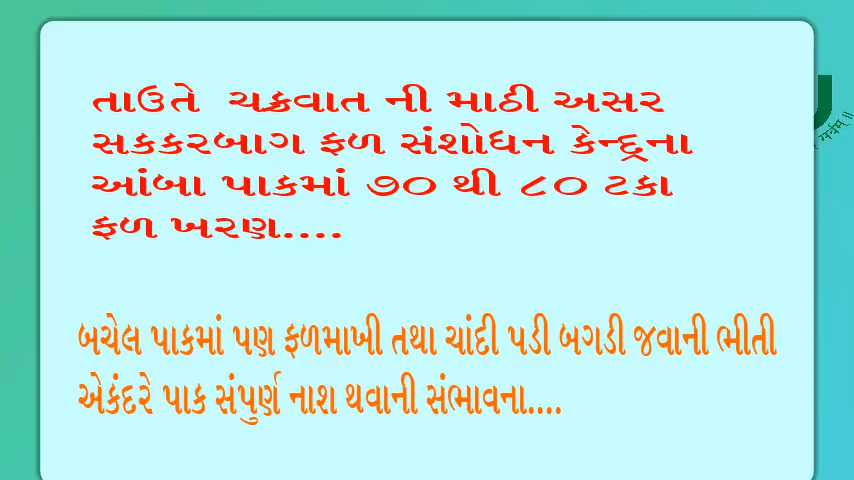 તાઉતે ચક્રવાત ની માઠી અસર
સકકરબાગ ફળ સંશોધન કેન્દ્રના
આંબા પાકમાં ૭૦ થી ૮૦ ટકા
ફળ ખરણ....
બચેલ પાકમાં પણ ફળમાખી તથા ચાંદી પડી બગડી જવાની ભીતી
એકંદરે પાક સંપુર્ણ નાશ થવાની સંભાવના....